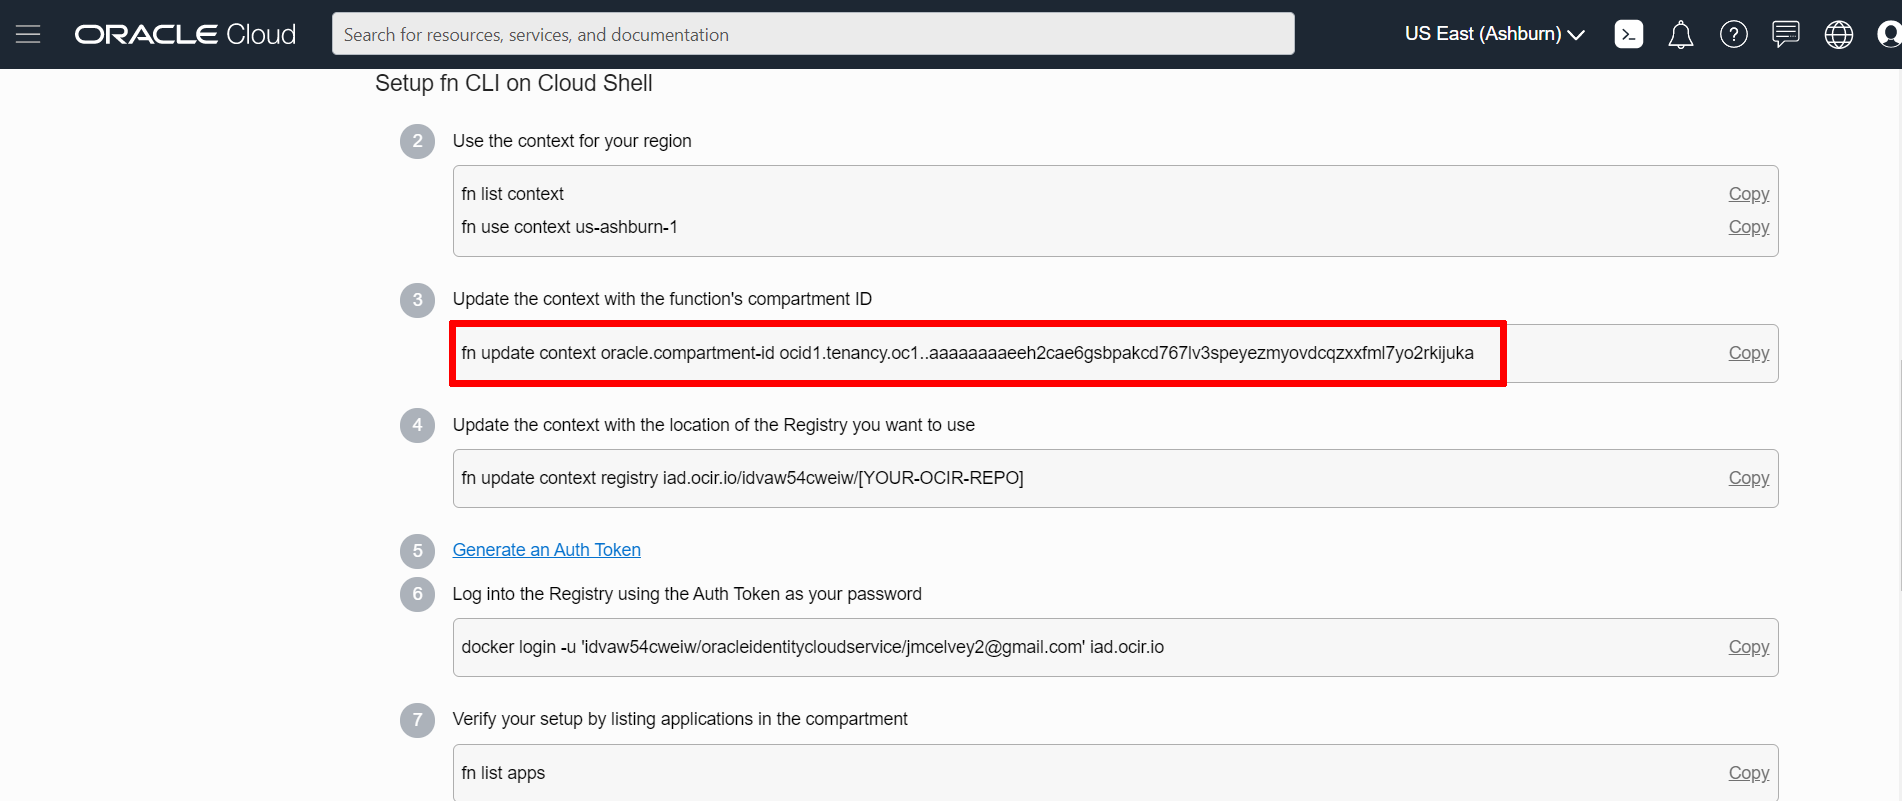 ORACLE Cloud
Search for resources, services, and documentation
US East (Ashburn)
Setup fn CLI on Cloud Shell
2 Use the context for your region
fn list context Copy
fn use context us-ashburn-1 Copy
3 Update the context with the function's compartment ID
fn update context oracle.compartment-id ocid1.tenancy.oc1..aaaaaaaaeeh2cae6gsbpakcd767lv3speyezmyovdcqzxxfml7yo2rkijuka Copy
4 Update the context with the location of the Registry you want to use
fn update context registry iad.ocir.io/idvaw54cweiw/[YOUR-OCIR-REPO] Copy
5 Generate an Auth Token
6 Log into the Registry using the Auth Token as your password
docker login -u 'idvaw54cweiw/oracleidentitycloudservice/jmcelvey2@gmail.com' iad.ocir.io Copy
7 Verify your setup by listing applications in the compartment
fn list apps Copy